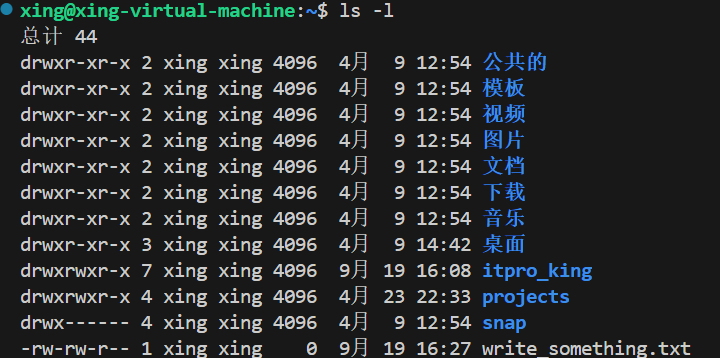 xing@xing-virtual-machine:~$ ls -l
总计 44
drwxr-xr-x 2 xing xing 4096  4月  9 12:54 公共的
drwxr-xr-x 2 xing xing 4096  4月  9 12:54 模板
drwxr-xr-x 2 xing xing 4096  4月  9 12:54 视频
drwxr-xr-x 2 xing xing 4096  4月  9 12:54 图片
drwxr-xr-x 2 xing xing 4096  4月  9 12:54 文档
drwxr-xr-x 2 xing xing 4096  4月  9 12:54 下载
drwxr-xr-x 2 xing xing 4096  4月  9 12:54 音乐
drwxr-xr-x 3 xing xing 4096  4月  9 14:42 桌面
drwxrwxr-x 7 xing xing 4096  9月 19 16:08 itpro_king
drwxrwxr-x 4 xing xing 4096  4月 23 22:33 projects
drwx------ 4 xing xing 4096  4月  9 12:54 snap
-rw-rw-r-- 1 xing xing    0  9月 19 16:27 write_something.txt